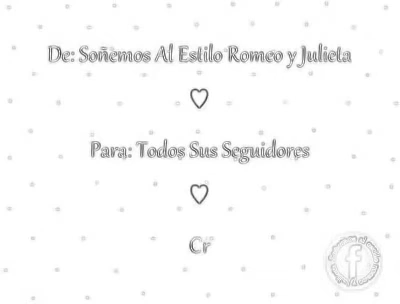 De: Soñemos Al Estilo Romeo y Julieta
Para: Todos Sus Seguidores
Cr